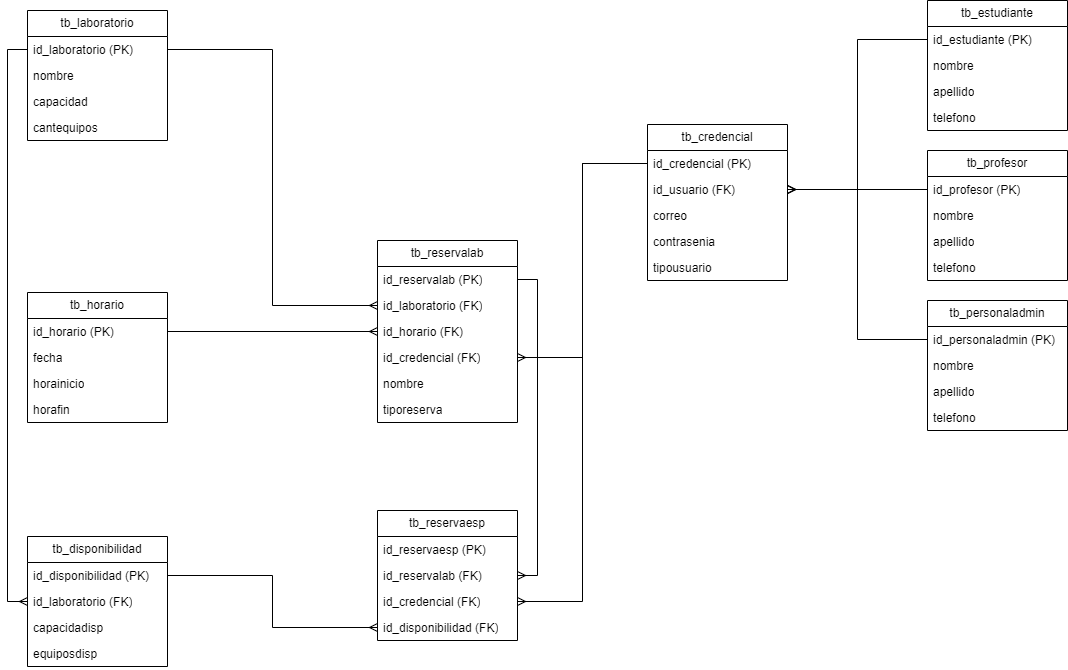 tb_laboratorio
id_laboratorio (PK)
nombre
capacidad
cantequipos
tb_horario
id_horario (PK)
fecha
horainicio
horafin
tb_disponibilidad
id_disponibilidad (PK)
id_laboratorio (FK)
capacidadisp
equiposdisp
tb_reservalab
id_reservalab (PK)
id_laboratorio (FK)
id_horario (FK)
id_credencial (FK)
nombre
tiporeserva
tb_reservaesp
id_reservaesp (PK)
id_reservalab (FK)
id_credencial (FK)
id_disponibilidad (FK)
tb_credencial
id_credencial (PK)
id_usuario (FK)
correo
contrasenia
tipousuario
tb_estudiante
id_estudiante (PK)
nombre
apellido
telefono
tb_profesor
id_profesor (PK)
nombre
apellido
telefono
tb_personaladmin
id_personaladmin (PK)
nombre
apellido
telefono